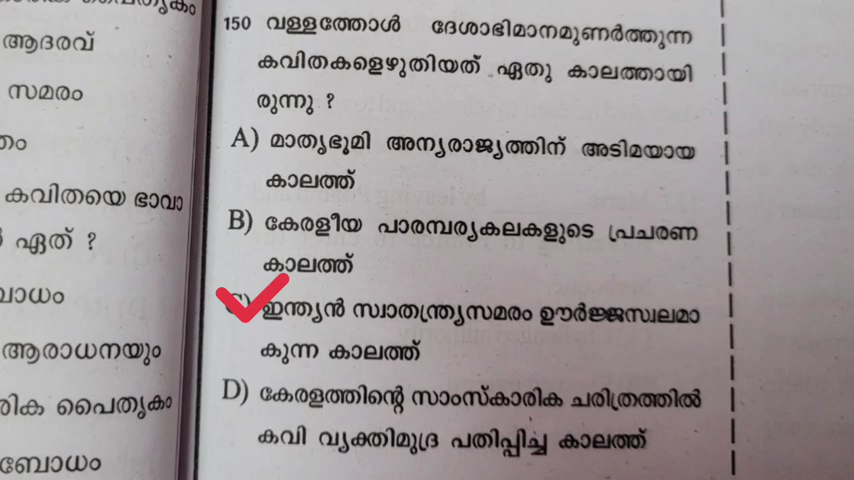 ആദരവ്
സമരം
കവിതയെ ഭാവാ
ഏത് ?
ആരാധനയും
രിക പൈതൃകം
ബോധം
150 വള്ളത്തോൾ ദേശാഭിമാനമുണർത്തുന്ന
കവിതകളെഴുതിയത് ഏതു കാലത്തായി
രുന്നു ?
A) മാതൃഭൂമി അന്യരാജ്യത്തിന് അടിമയായ
കാലത്ത്
B) കേരളീയ പാരമ്പര്യകലകളുടെ പ്രചരണ
കാലത്ത്
C) ഇന്ത്യൻ സ്വാതന്ത്ര്യസമരം ഊർജ്ജസ്വലമാ
കുന്ന കാലത്ത്
D) കേരളത്തിന്റെ സാംസ്കാരിക ചരിത്രത്തിൽ
കവി വ്യക്തിമുദ്ര പതിപ്പിച്ച കാലത്ത്